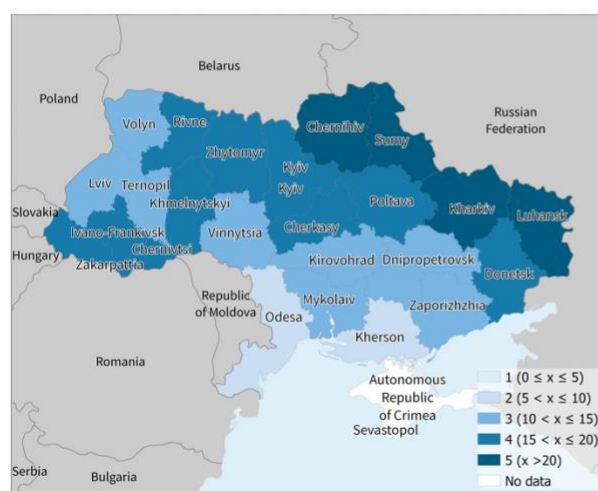 Belarus
Poland
Russian
Federation
Volyn
Rivne
Chernihiv
Sumy
Zhytomyr
Kyiv
Kyiv
Lviv
Ternopil
Khmelnytskyi
Poltava
Kharkiv
Luhansk
Slovakia
Ivano-Frankivsk
Cherkasy
Vinnytsia
Chernivtsi
Hungary
Zakarpattia
Kirovohrad
Dnipropetrovsk
Donetsk
Republic
of Moldova
Mykolaiv
Zaporizhzhia
Odesa
Kherson
Romania
Autonomous
Republic
of Crimea
Sevastopol
Serbia
Bulgaria
1 (0 ≤ x ≤ 5)
2 (5 < x ≤ 10)
3 (10 < x ≤ 15)
4 (15 < x ≤ 20)
5 (x >20)
No data